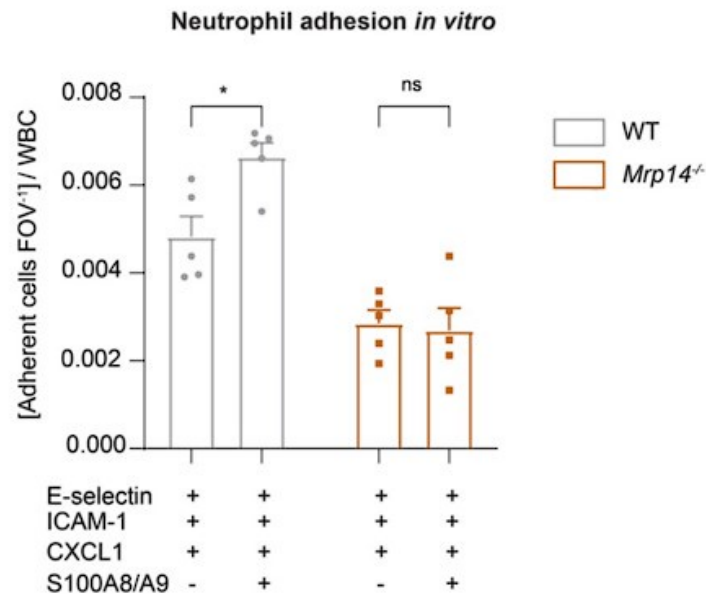 Neutrophil adhesion in vitro
[Adherent cells FOV⁻¹] / WBC
0.008
0.006
0.004
0.002
0.000
*
ns
WT
Mrp14⁻/⁻
E-selectin + + + +
ICAM-1 + + + +
CXCL1 + + + +
S100A8/A9 - + - +